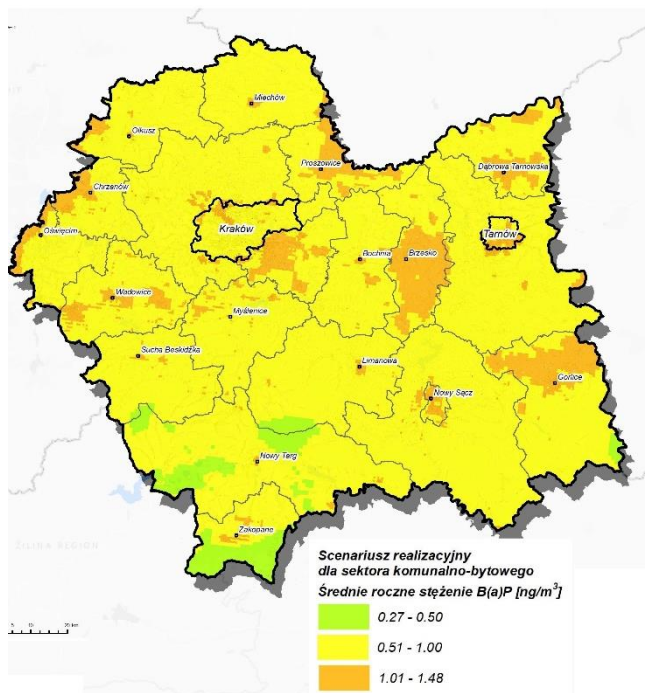 Miechów
Olkusz
Proszowice
Dąbrowa Tarnowska
Chrzanów
Kraków
Tarnów
Oświęcim
Bochnia
Brzesko
Wadowice
Myślenice
Sucha Beskidzka
Limanowa
Gorlice
Nowy Sącz
Nowy Targ
Zakopane
ŽILINA REGION
Scenariusz realizacyjny
dla sektora komunalno-bytowego
Średnie roczne stężenie B(a)P [ng/m³]
0.27 - 0.50
0.51 - 1.00
1.01 - 1.48